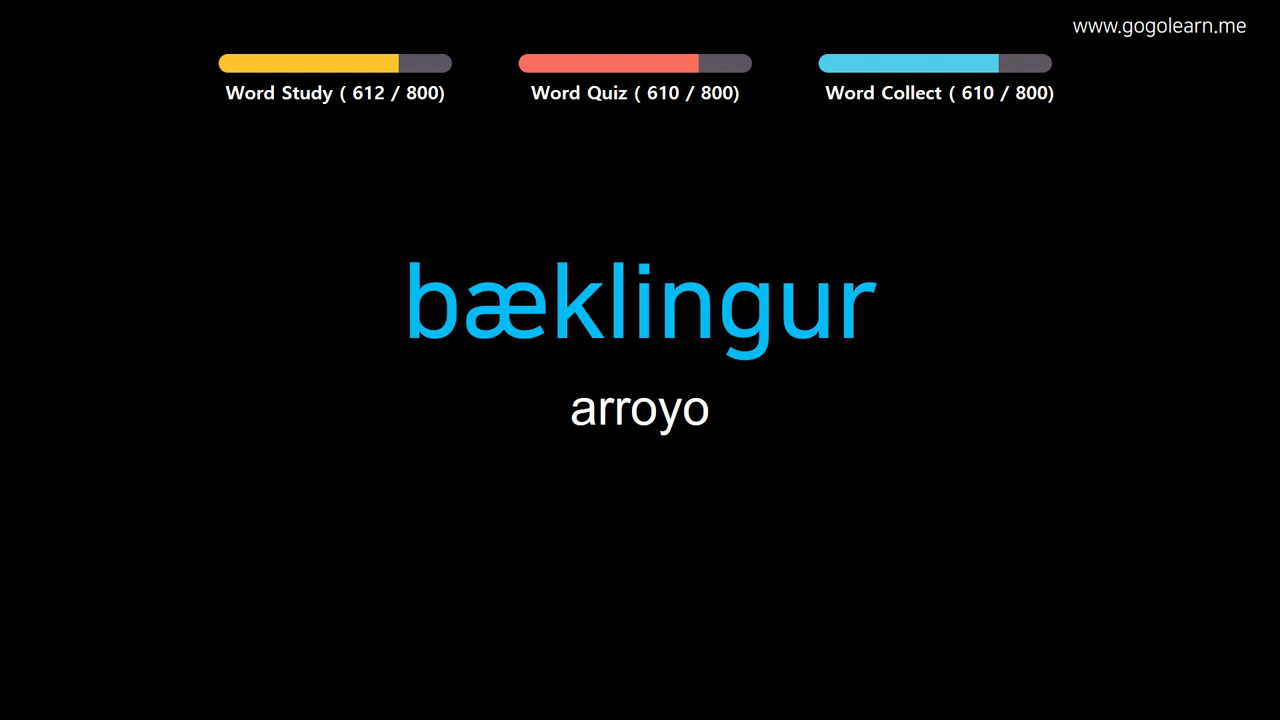 www.gogolearn.me
Word Study ( 612 / 800)
Word Quiz ( 610 / 800)
Word Collect ( 610 / 800)
bæklingur
arroyo